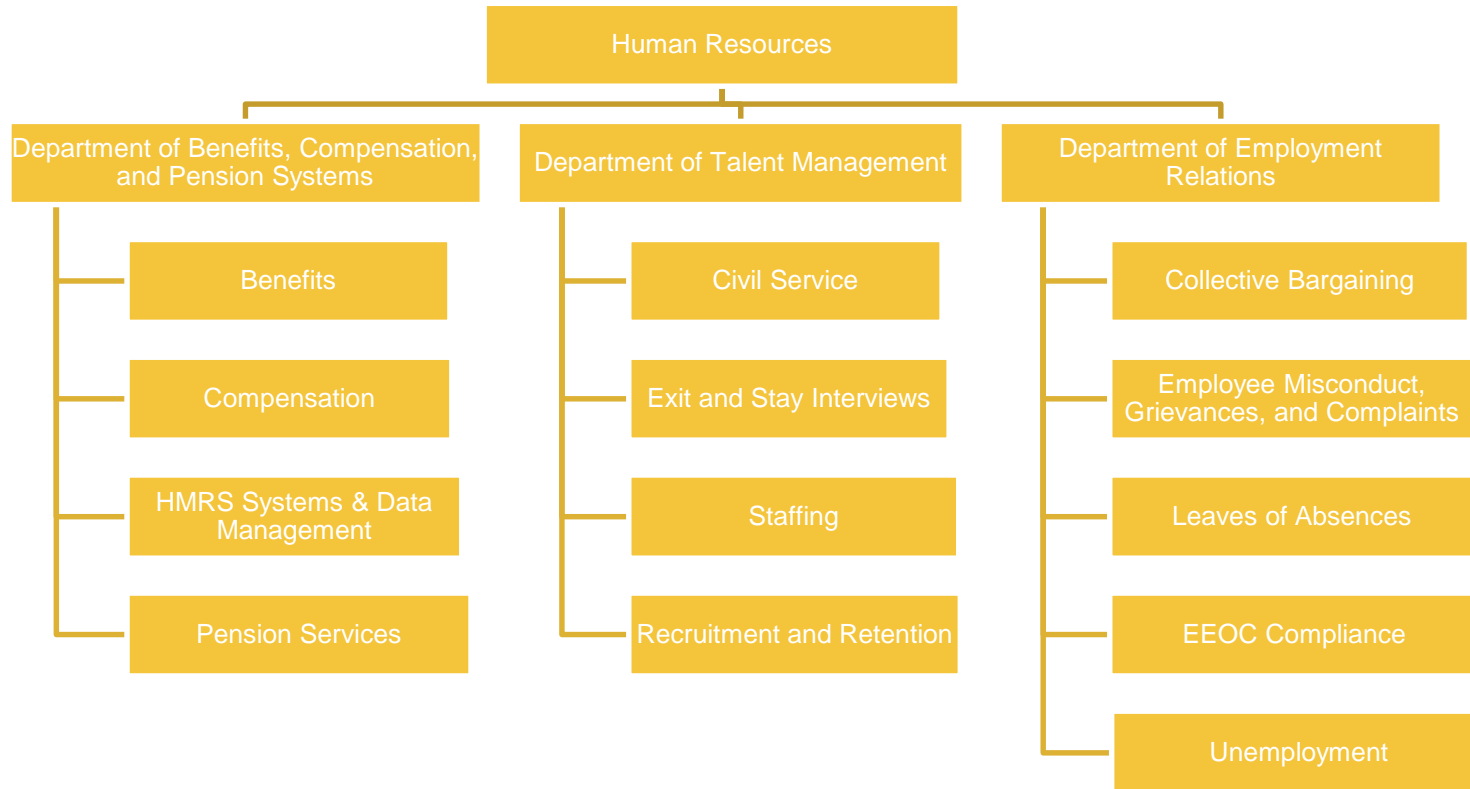 Human Resources
Department of Benefits, Compensation,
and Pension Systems
Benefits
Compensation
HMRS Systems & Data
Management
Pension Services
Department of Talent Management
Civil Service
Exit and Stay Interviews
Staffing
Recruitment and Retention
Department of Employment
Relations
Collective Bargaining
Employee Misconduct,
Grievances, and Complaints
Leaves of Absences
EEOC Compliance
Unemployment